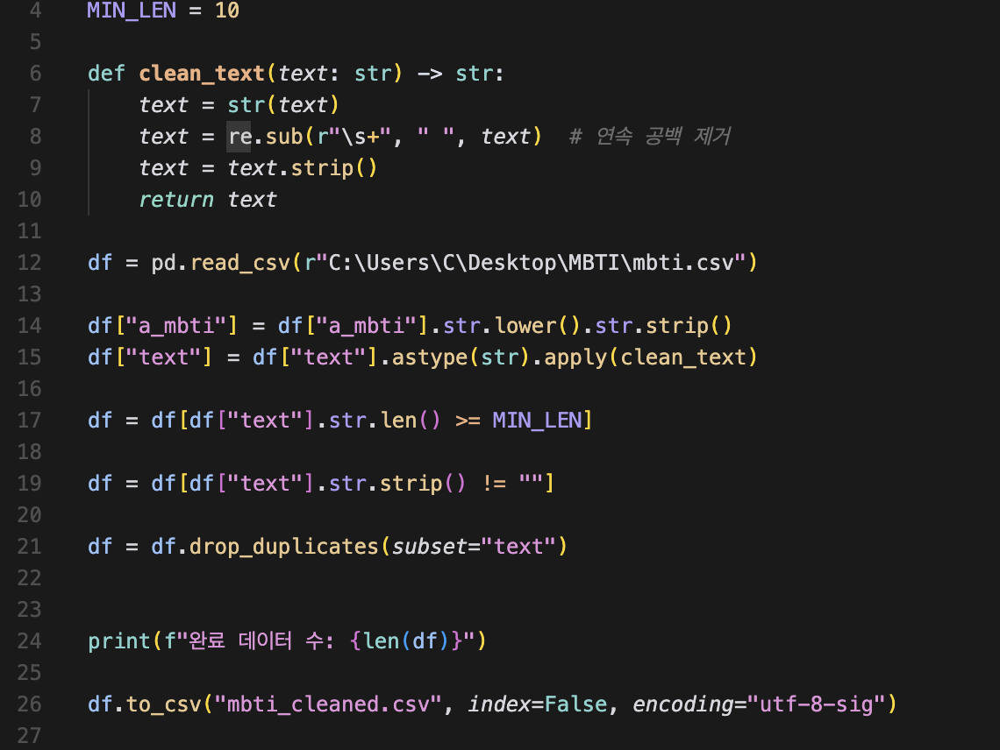 4 MIN_LEN = 10
5
6 def clean_text(text: str) -> str:
7     text = str(text)
8     text = re.sub(r"\s+", " ", text)  # 연속 공백 제거
9     text = text.strip()
10     return text
11
12 df = pd.read_csv(r"C:\Users\C\Desktop\MBTI\mbti.csv")
13
14 df["a_mbti"] = df["a_mbti"].str.lower().str.strip()
15 df["text"] = df["text"].astype(str).apply(clean_text)
16
17 df = df[df["text"].str.len() >= MIN_LEN]
18
19 df = df[df["text"].str.strip() != ""]
20
21 df = df.drop_duplicates(subset="text")
22
23
24 print(f"완료 데이터 수: {len(df)}")
25
26 df.to_csv("mbti_cleaned.csv", index=False, encoding="utf-8-sig")
27